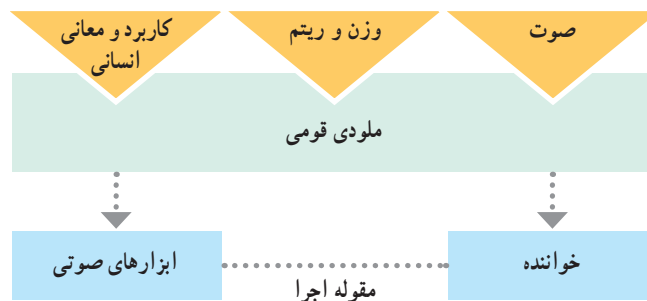 صوت
وزن و ریتم
کاربرد و معانی
انسانی
ملودی قومی
خواننده
ابزارهای صوتی
مقوله اجرا